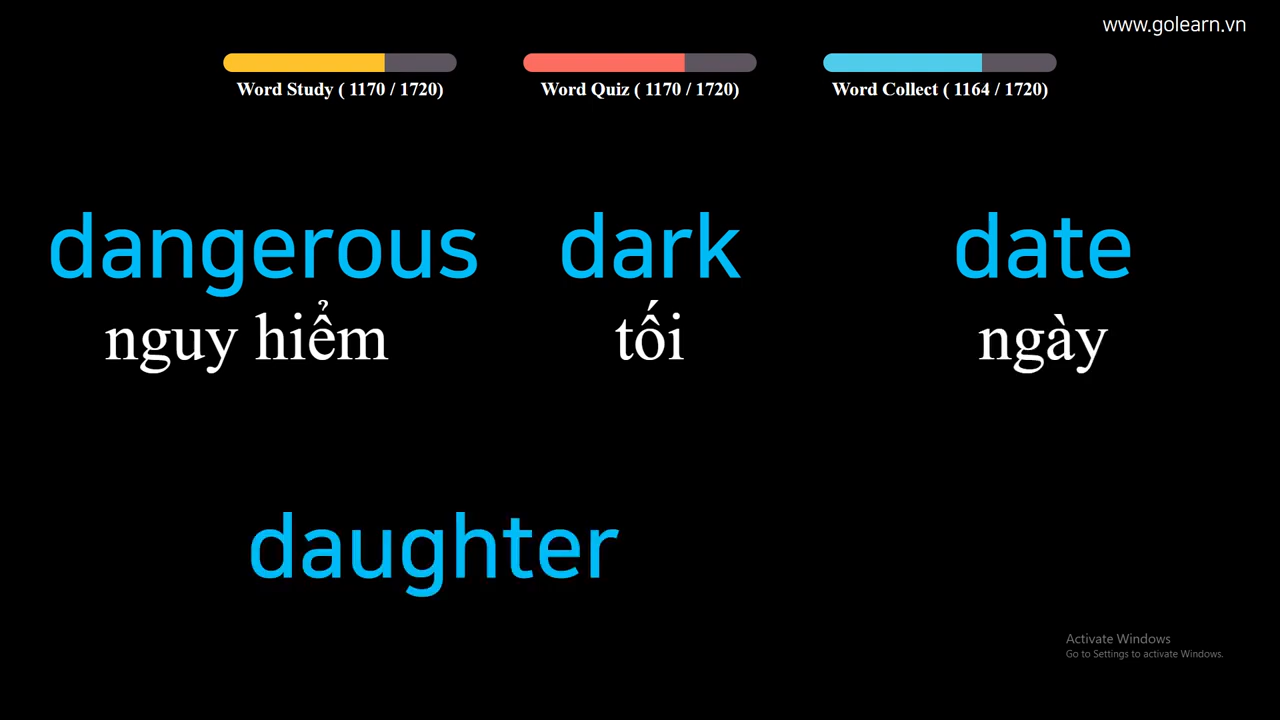 www.golearn.vn
Word Study ( 1170 / 1720)
Word Quiz ( 1170 / 1720)
Word Collect ( 1164 / 1720)
dangerous
dark
date
nguy hiểm
tối
ngày
daughter
Activate Windows
Go to Settings to activate Windows.